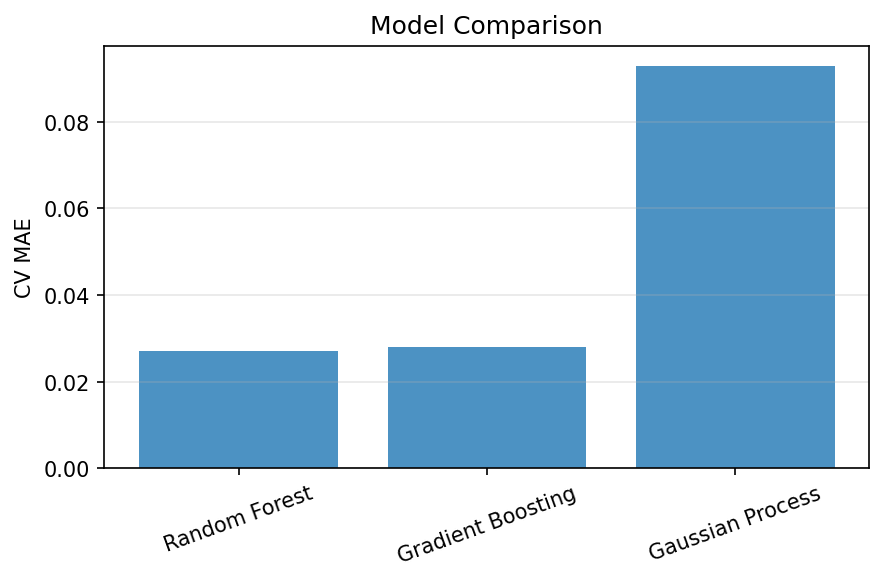 Model Comparison
CV MAE
0.08
0.06
0.04
0.02
0.00
Random Forest
Gradient Boosting
Gaussian Process